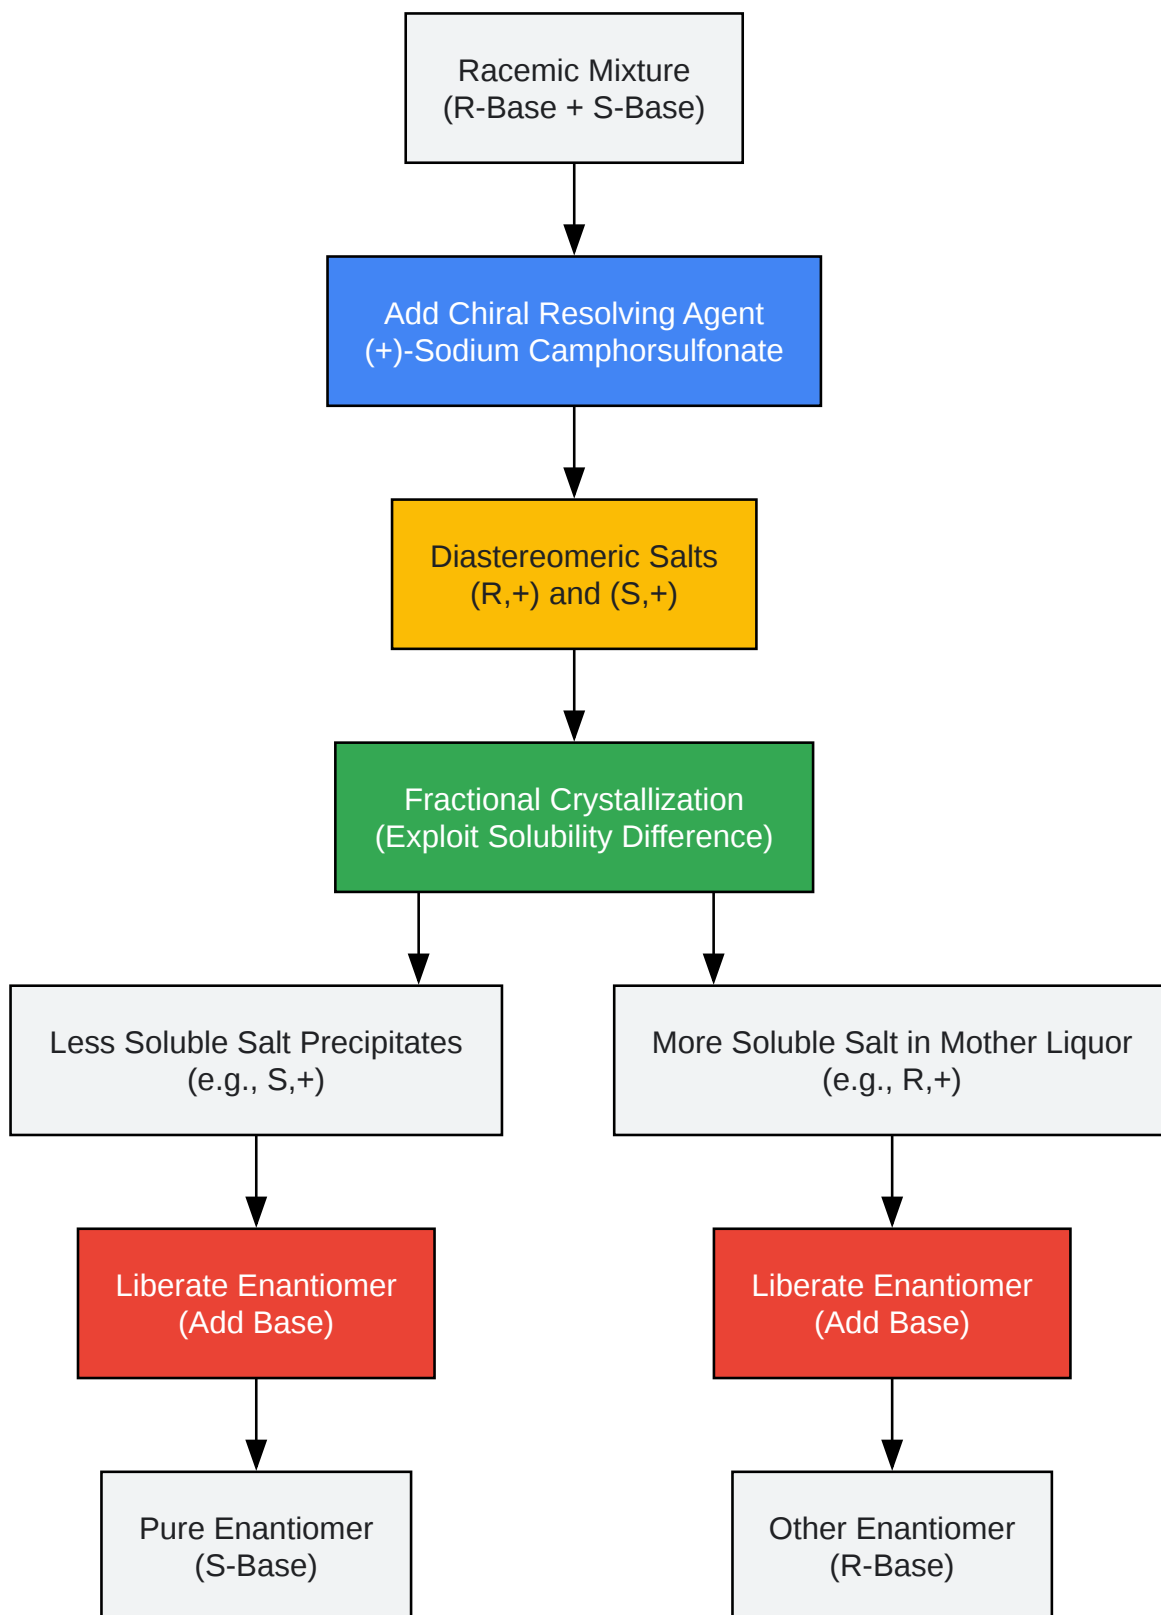 Racemic Mixture
(R-Base + S-Base)
Add Chiral Resolving Agent
(+)-Sodium Camphorsulfonate
Diastereomeric Salts
(R,+) and (S,+)
Fractional Crystallization
(Exploit Solubility Difference)
Less Soluble Salt Precipitates
(e.g., S,+)
More Soluble Salt in Mother Liquor
(e.g., R,+)
Liberate Enantiomer
(Add Base)
Liberate Enantiomer
(Add Base)
Pure Enantiomer
(S-Base)
Other Enantiomer
(R-Base)